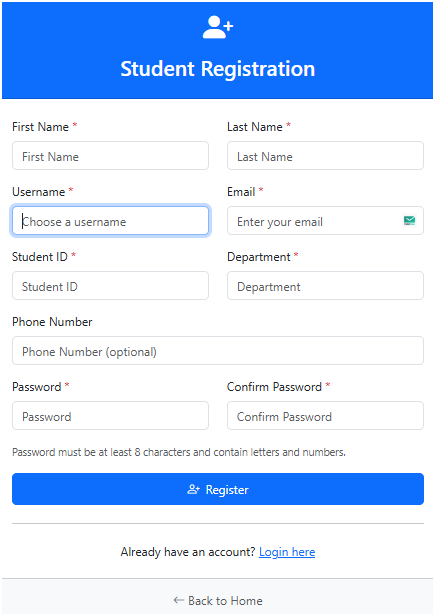 Student Registration
First Name * Last Name *
First Name Last Name
Username * Email *
Choose a username Enter your email
Student ID * Department *
Student ID Department
Phone Number
Phone Number (optional)
Password * Confirm Password *
Password Confirm Password
Password must be at least 8 characters and contain letters and numbers.
Register
Already have an account? Login here
← Back to Home